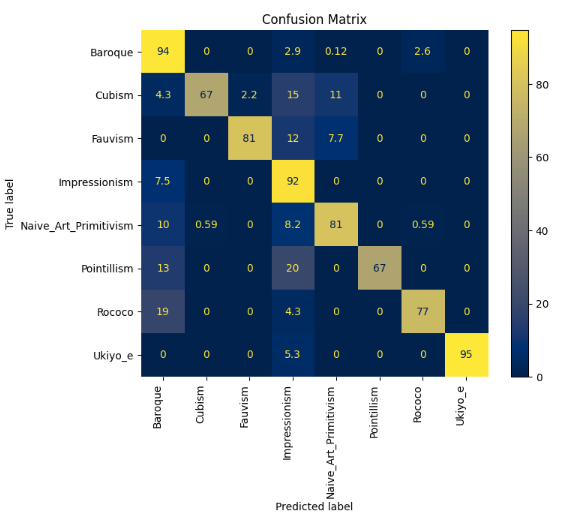 Confusion Matrix
True label
Baroque 94 0 0 2.9 0.12 0 2.6 0
Cubism 4.3 67 2.2 15 11 0 0 0
Fauvism 0 0 81 12 7.7 0 0 0
Impressionism 7.5 0 0 92 0 0 0 0
Naive_Art_Primitivism 10 0.59 0 8.2 81 0 0.59 0
Pointillism 13 0 0 20 0 67 0 0
Rococo 19 0 0 4.3 0 0 77 0
Ukiyo_e 0 0 0 5.3 0 0 0 95
Baroque
Cubism
Fauvism
Impressionism
Naive_Art_Primitivism
Pointillism
Rococo
Ukiyo_e
Predicted label
80
60
40
20
0